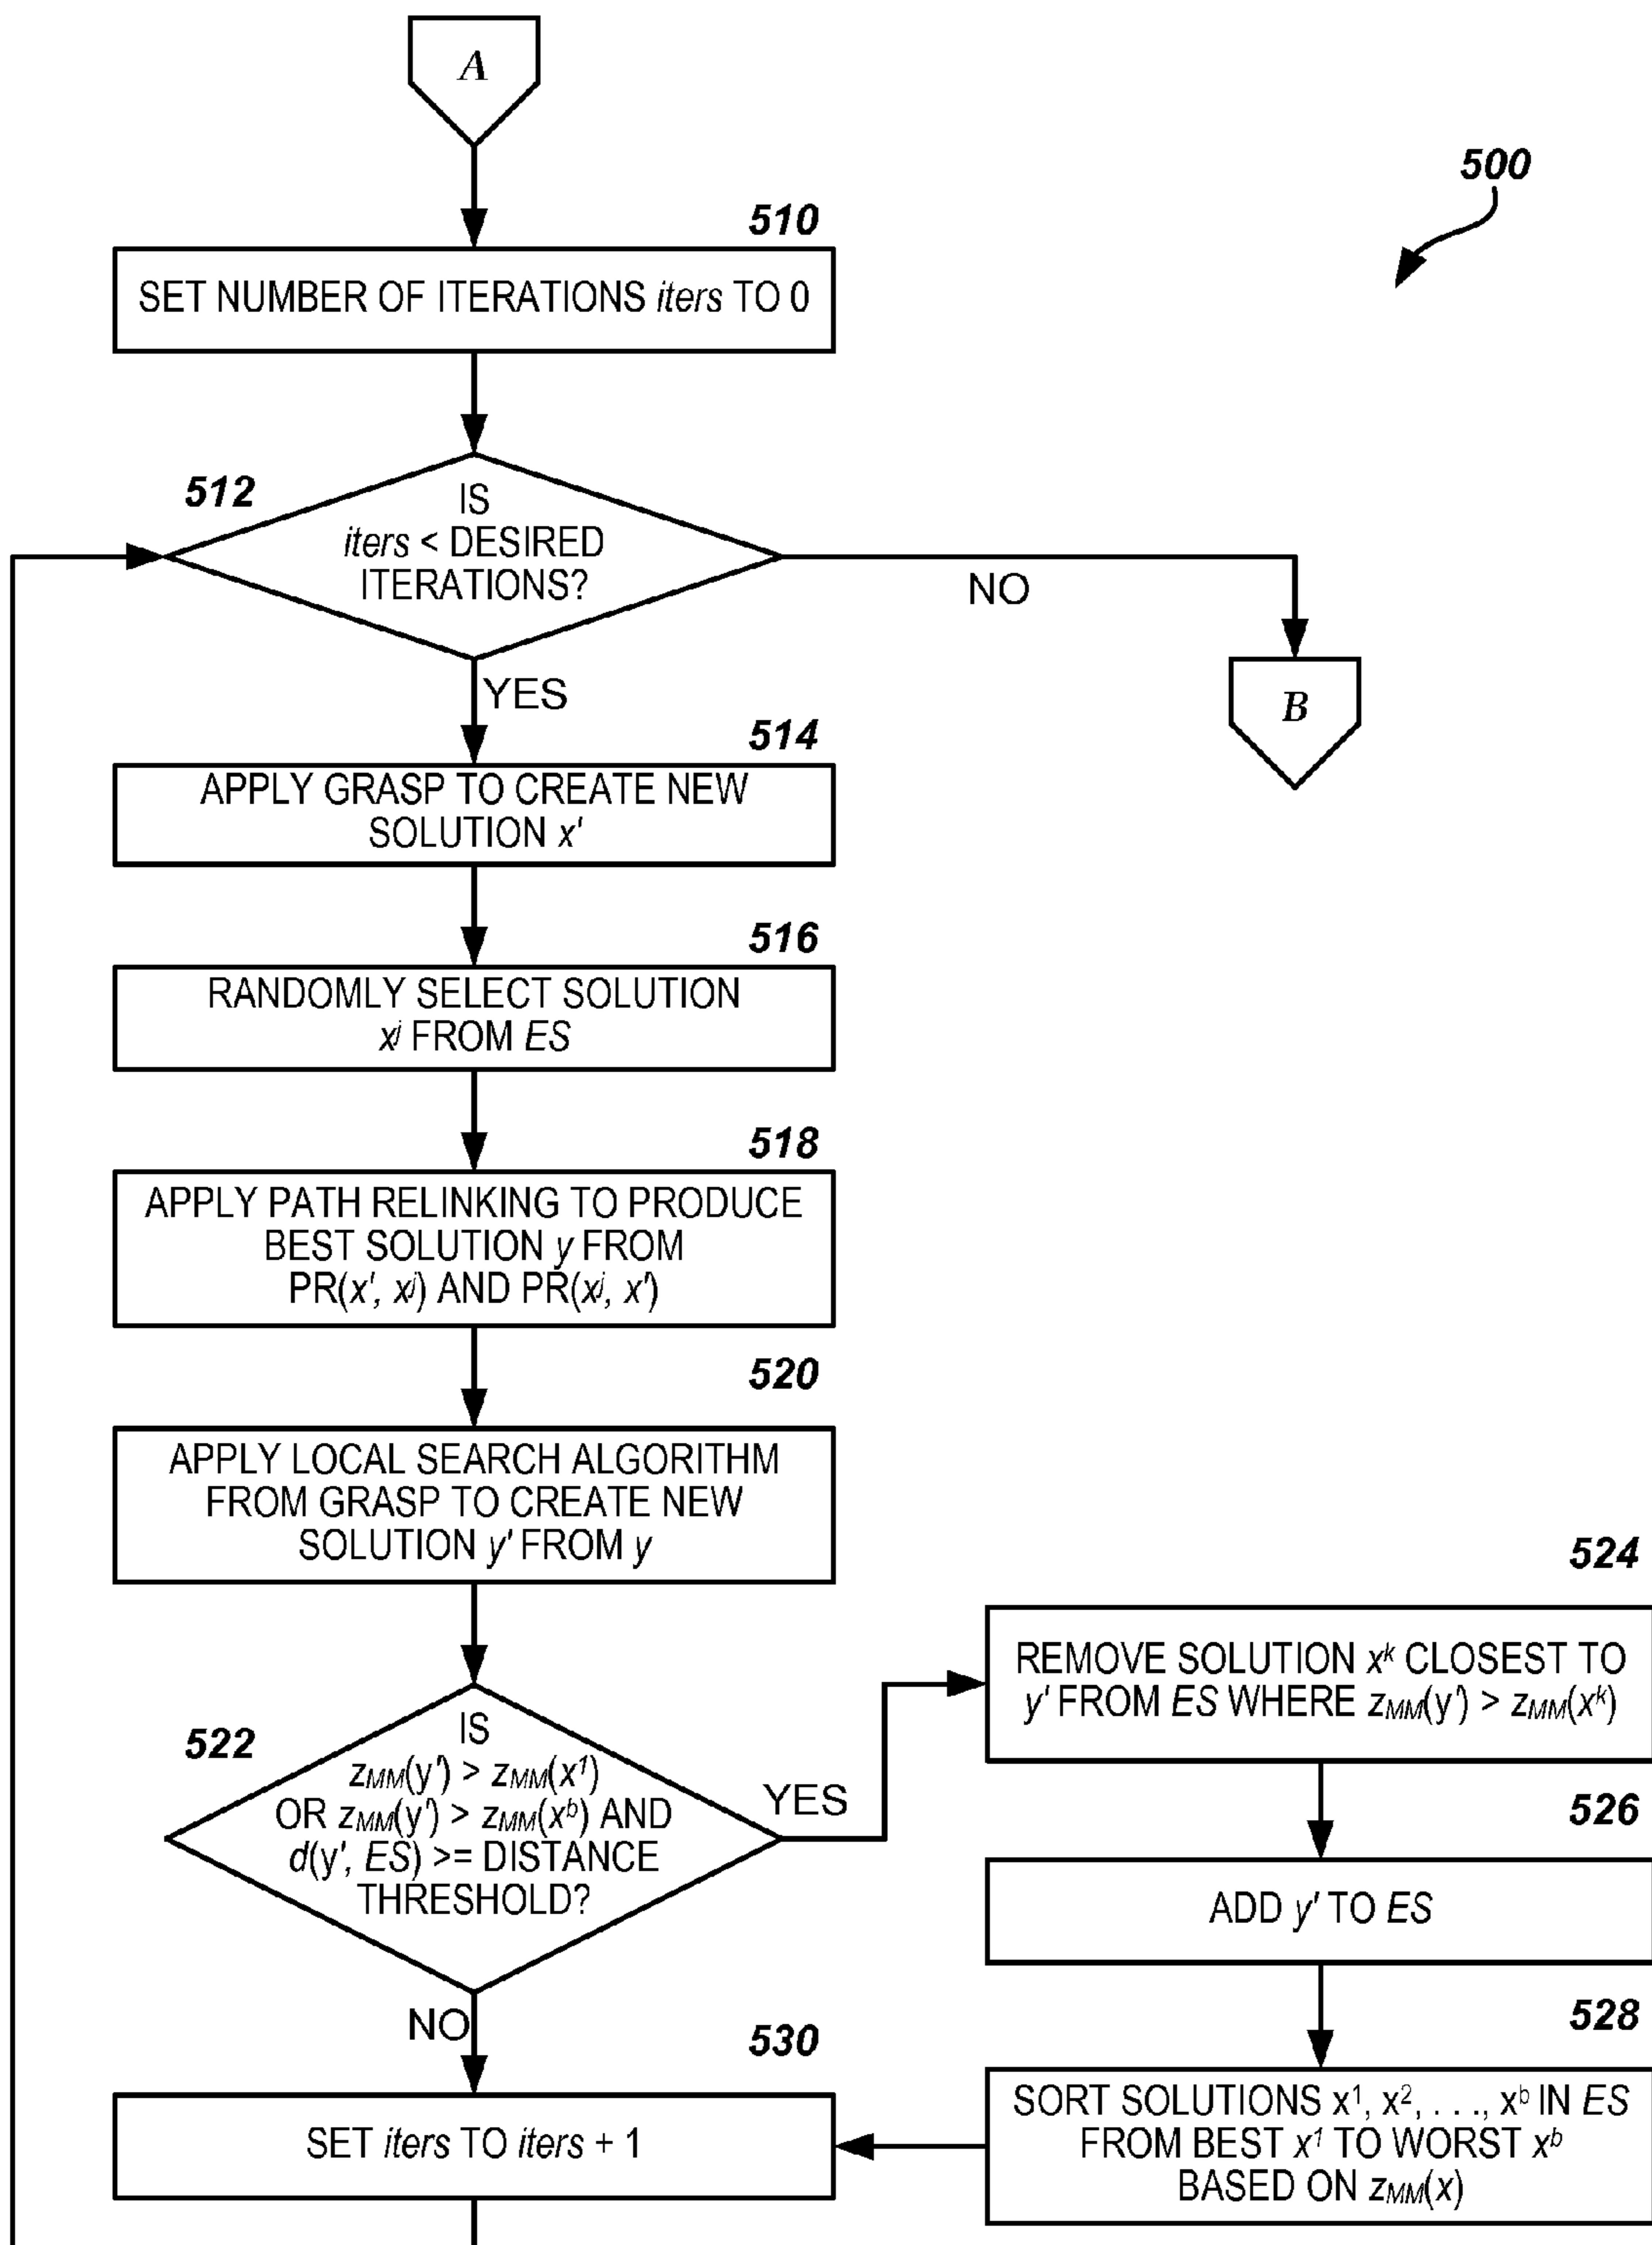 A
500
510
SET NUMBER OF ITERATIONS iters TO 0
512
IS
iters < DESIRED
ITERATIONS?
NO
B
YES
514
APPLY GRASP TO CREATE NEW
SOLUTION x'
516
RANDOMLY SELECT SOLUTION
xʲ FROM ES
518
APPLY PATH RELINKING TO PRODUCE
BEST SOLUTION y FROM
PR(x', xʲ) AND PR(xʲ, x')
520
APPLY LOCAL SEARCH ALGORITHM
FROM GRASP TO CREATE NEW
SOLUTION y' FROM y
522
IS
zMM(y') > zMM(x¹)
OR zMM(y') > zMM(xᵇ) AND
d(y', ES) >= DISTANCE
THRESHOLD?
YES
NO
524
REMOVE SOLUTION xᵏ CLOSEST TO
y' FROM ES WHERE zMM(y') > zMM(xᵏ)
526
ADD y' TO ES
528
SORT SOLUTIONS x¹, x², . . ., xᵇ IN ES
FROM BEST x¹ TO WORST xᵇ
BASED ON zMM(x)
530
SET iters TO iters + 1